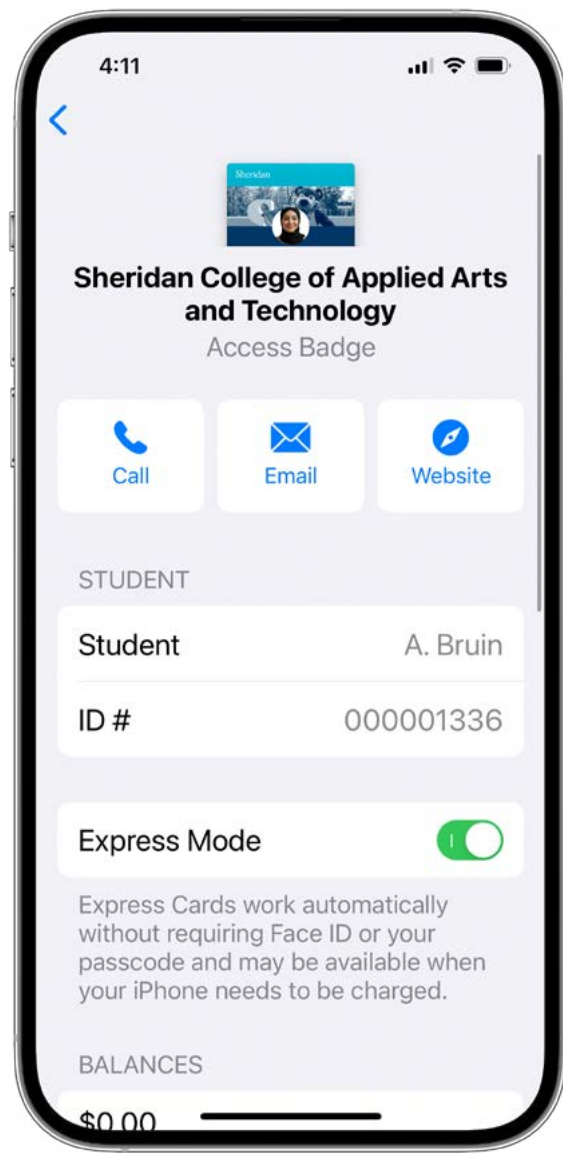 4:11
Sheridan
Sheridan College of Applied Arts
and Technology
Access Badge
Call Email Website
STUDENT
Student A. Bruin
ID # 000001336
Express Mode
Express Cards work automatically
without requiring Face ID or your
passcode and may be available when
your iPhone needs to be charged.
BALANCES
$0.00